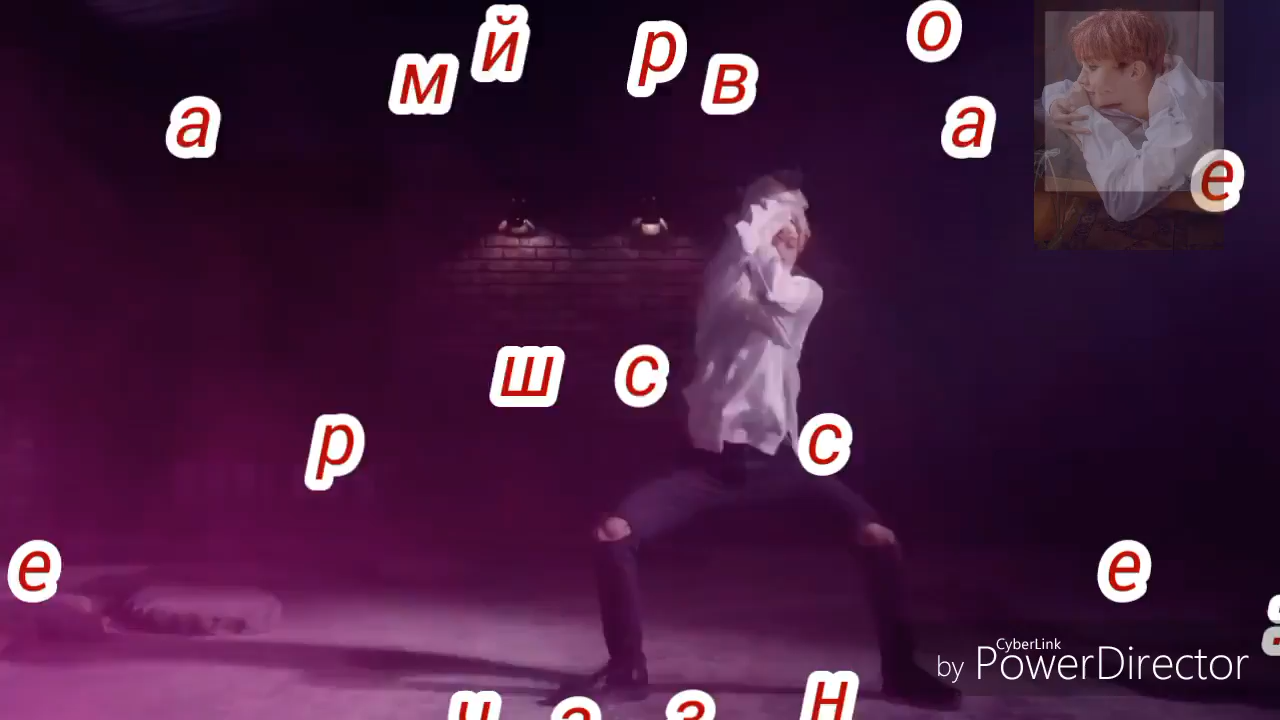 а м й р в о а е
р ш с с
е е
н
CyberLink
by PowerDirector